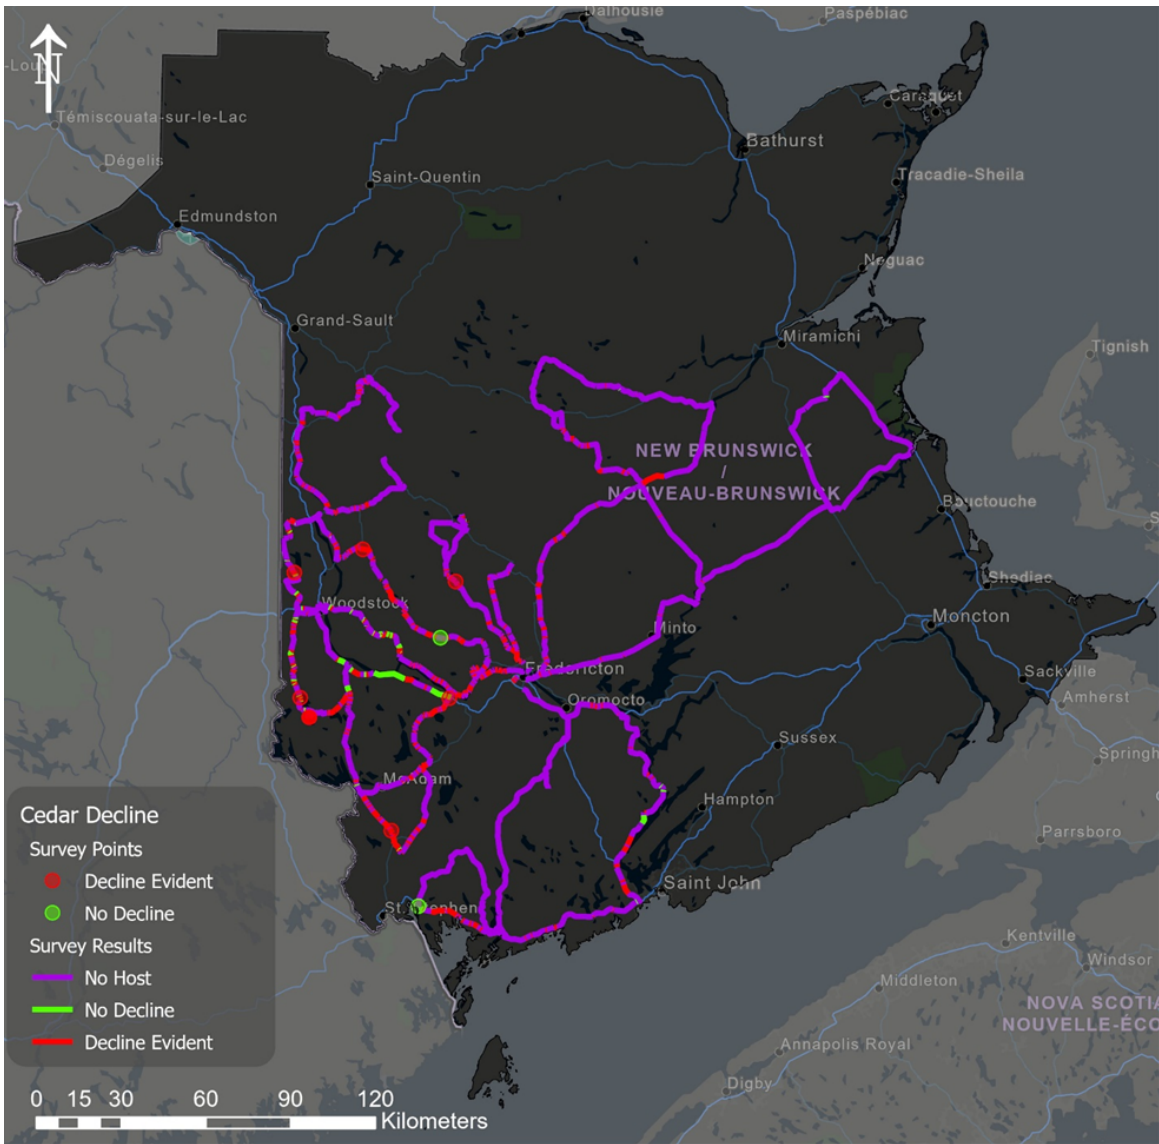 Dalhousie
Paspébiac
N
Témiscouata-sur-le-Lac
Dégelis
Caraquet
Bathurst
Saint-Quentin
Tracadie-Sheila
Edmundston
Neguac
Grand-Sault
Miramichi
Tignish
NEW BRUNSWICK
/
NOUVEAU-BRUNSWICK
Bouctouche
Shediac
Woodstock
Moncton
Minto
Fredericton
Sackville
Amherst
Oromocto
Sussex
Springh
McAdam
Hampton
Parrsboro
Saint John
St. Stephen
Kentville
Windsor
Middleton
NOVA SCOTIA
NOUVELLE-ÉCO
Annapolis Royal
Digby
Cedar Decline
Survey Points
Decline Evident
No Decline
Survey Results
No Host
No Decline
Decline Evident
0 15 30 60 90 120
Kilometers